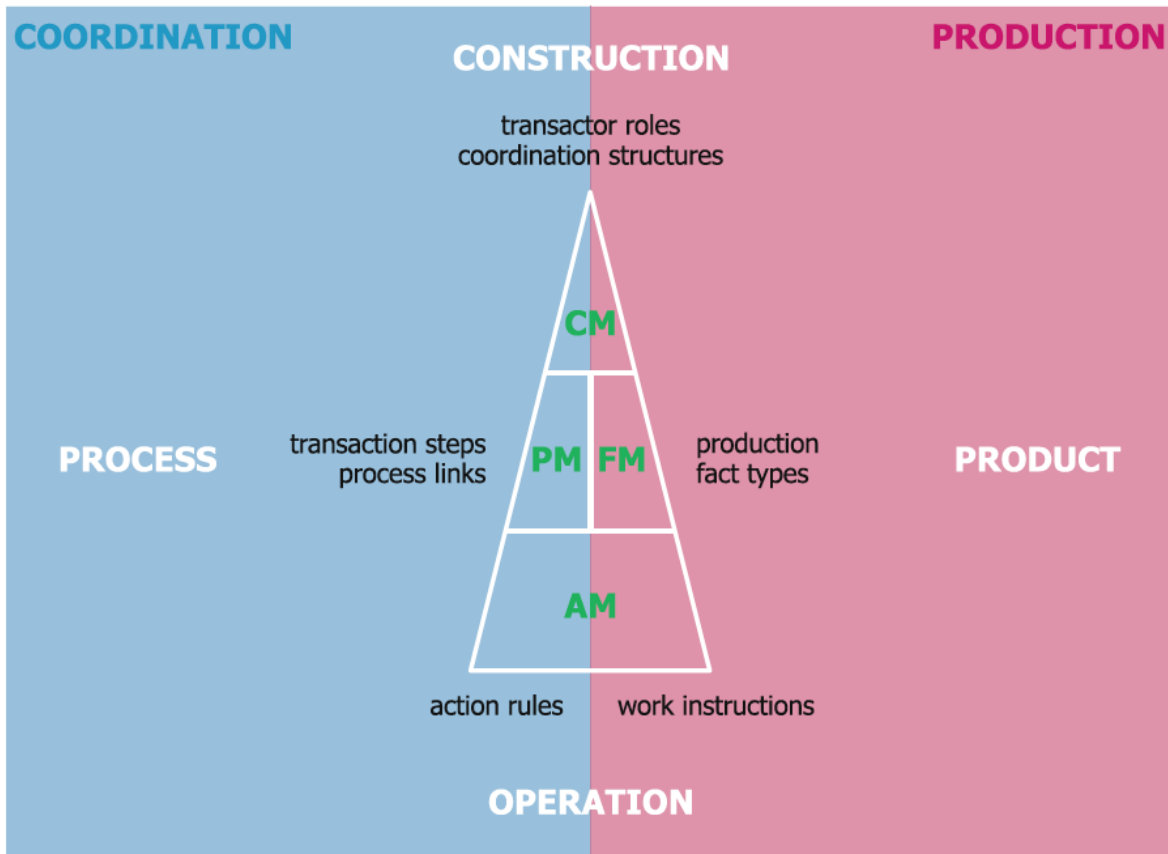 COORDINATION
PRODUCTION
CONSTRUCTION
transactor roles
coordination structures
CM
PROCESS
transaction steps
process links
PM
FM
production
fact types
PRODUCT
AM
action rules
work instructions
OPERATION